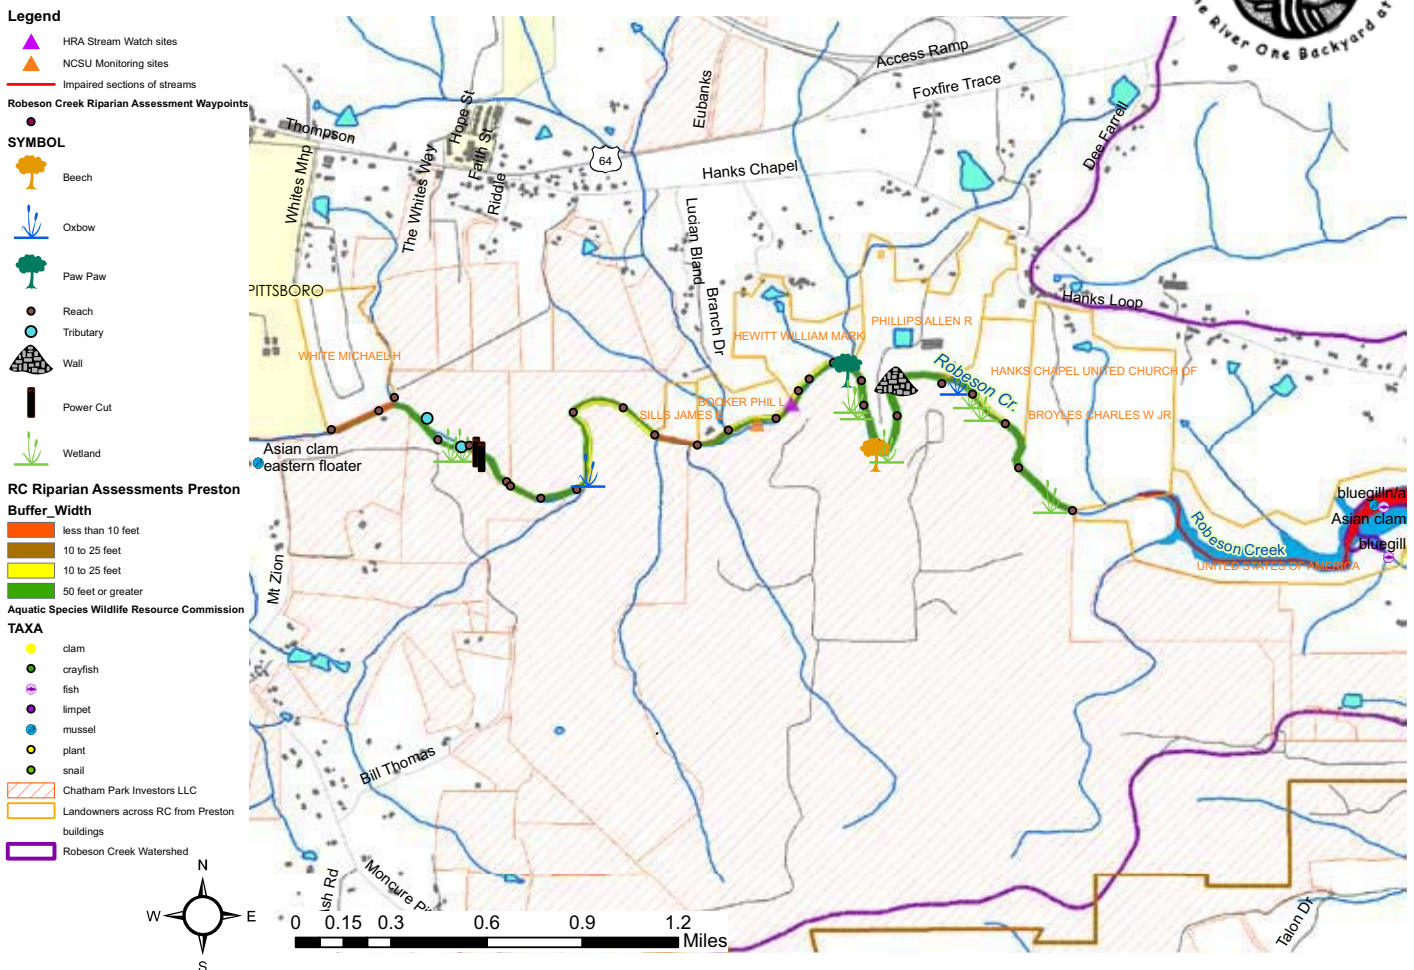 Legend
HRA Stream Watch sites
NCSU Monitoring sites
Impaired sections of streams
Robeson Creek Riparian Assessment Waypoints
SYMBOL
Beech
Oxbow
Paw Paw
Reach
Tributary
Wall
Power Cut
Wetland
RC Riparian Assessments Preston
Buffer_Width
less than 10 feet
10 to 25 feet
10 to 25 feet
50 feet or greater
Aquatic Species Wildlife Resource Commission
TAXA
clam
crayfish
fish
limpet
mussel
plant
snail
Chatham Park Investors LLC
Landowners across RC from Preston
buildings
Robeson Creek Watershed
N
W E
S
0 0.15 0.3 0.6 0.9 1.2
Miles
River One Backyard at
Access Ramp
Foxfire Trace
Eubanks
Dee Farrell
Thompson
Hope St
Faith St
Riddle
The Whites Way
Whites Mhp
64
Hanks Chapel
Lucian Bland
Branch Dr
PITTSBORO
Hanks Loop
WHITE MICHAEL H
HEWITT WILLIAM MARK
PHILLIPS ALLEN R
Robeson Cr.
HANKS CHAPEL UNITED CHURCH OF
BROYLES CHARLES W JR
BOOKER PHIL L
SILLS JAMES
Asian clam
eastern floater
bluegill n/a
Asian clam
bluegill
Robeson Creek
UNITED STATES OF AMERICA
Mt Zion
Bill Thomas
sh Rd
Moncure Pi
Talon Dr